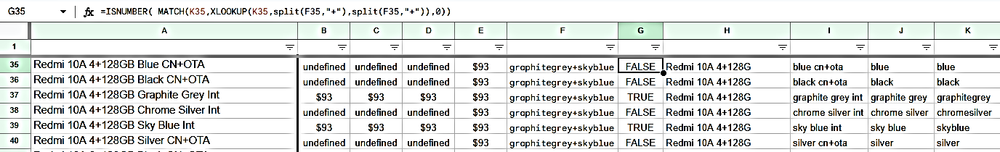 G35 fx =ISNUMBER( MATCH(K35,XLOOKUP(K35,split(F35,"+"),split(F35,"+")),0))
A B C D E F G H I J K
1
35 Redmi 10A 4+128GB Blue CN+OTA undefined undefined undefined $93 graphitegrey+skyblue FALSE Redmi 10A 4+128G blue cn+ota blue blue
36 Redmi 10A 4+128GB Black CN+OTA undefined undefined undefined $93 graphitegrey+skyblue FALSE Redmi 10A 4+128G black cn+ota black black
37 Redmi 10A 4+128GB Graphite Grey Int $93 $93 $93 $93 graphitegrey+skyblue TRUE Redmi 10A 4+128G graphite grey int graphite grey graphitegrey
38 Redmi 10A 4+128GB Chrome Silver Int undefined undefined undefined $93 graphitegrey+skyblue FALSE Redmi 10A 4+128G chrome silver int chrome silver chromesilver
39 Redmi 10A 4+128GB Sky Blue Int $93 $93 $93 $93 graphitegrey+skyblue TRUE Redmi 10A 4+128G sky blue int sky blue skyblue
40 Redmi 10A 4+128GB Silver CN+OTA undefined undefined undefined $93 graphitegrey+skyblue FALSE Redmi 10A 4+128G silver cn+ota silver silver